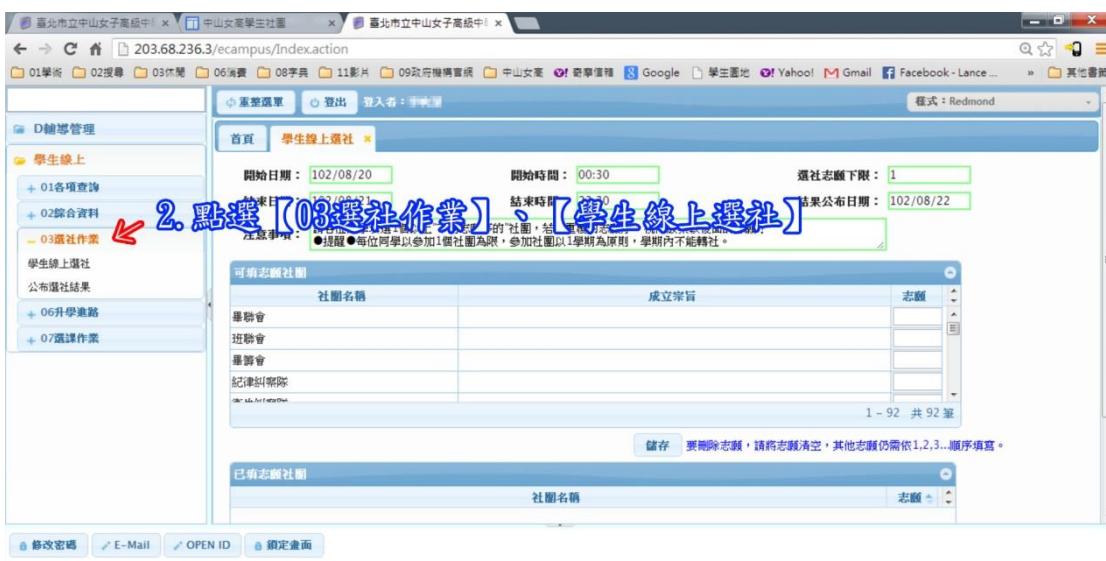 臺北市立中山女子高級中
中山女高學生社團
臺北市立中山女子高級中
203.68.236.3/ecampus/Index.action
01學術 02搜尋 03休閒 06消費 08字典 11影片 09政府機構官網 中山女高 奇摩信箱 Google 學生園地 Yahoo! Gmail Facebook - Lance ... » 其他書籤
重整選單 登出 登入者： 樣式：Redmond
D輔導管理
首頁 學生線上選社
學生線上
開始日期： 102/08/20 開始時間： 00:30 選社志願下限： 1
01各項查詢
結束時間 結果公布日期： 102/08/22
02綜合資料
2. 點選【03選社作業】、【學生線上選社】
03選社作業
注意事項：
●提醒●每位同學以參加1個社團為限，參加社團以1學期為原則，學期內不能轉社。
學生線上選社
公布選社結果
06升學進路
07選課作業
可填志願社團
社團名稱 成立宗旨 志願
畢聯會
班聯會
畢籌會
紀律糾察隊
1 - 92 共 92 筆
儲存 要刪除志願，請將志願清空，其他志願仍需依1,2,3...順序填寫。
已填志願社團
社團名稱 志願
修改密碼 E-Mail OPEN ID 鎖定畫面